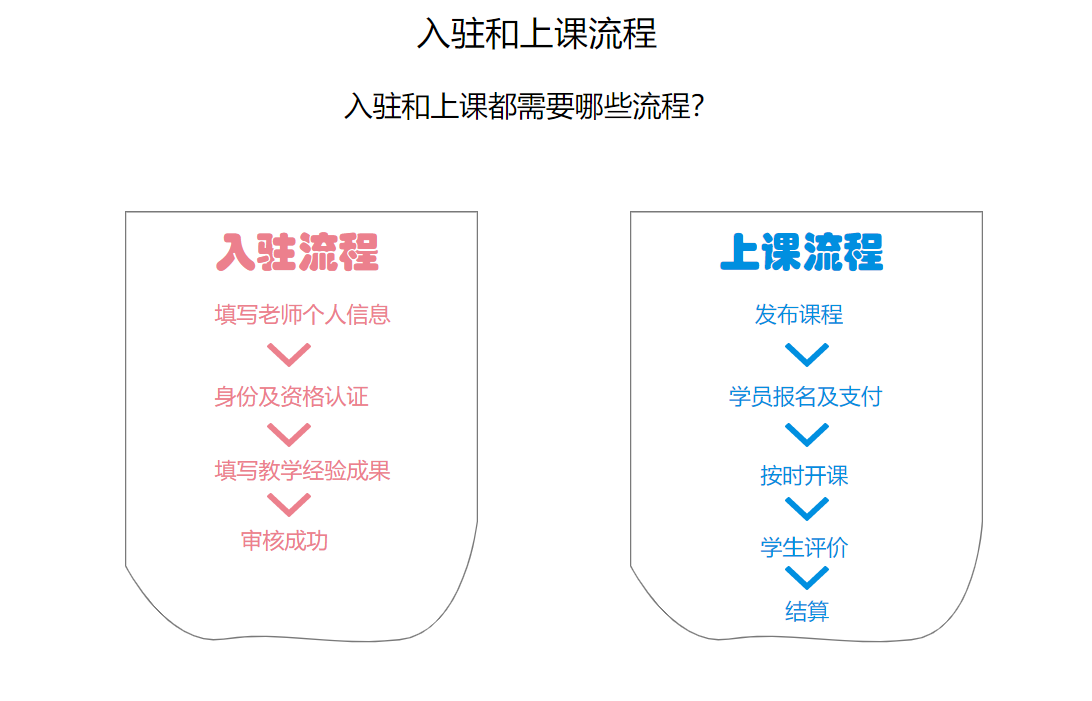 入驻和上课流程
入驻和上课都需要哪些流程？
入驻流程
填写老师个人信息
身份及资格认证
填写教学经验成果
审核成功
上课流程
发布课程
学员报名及支付
按时开课
学生评价
结算